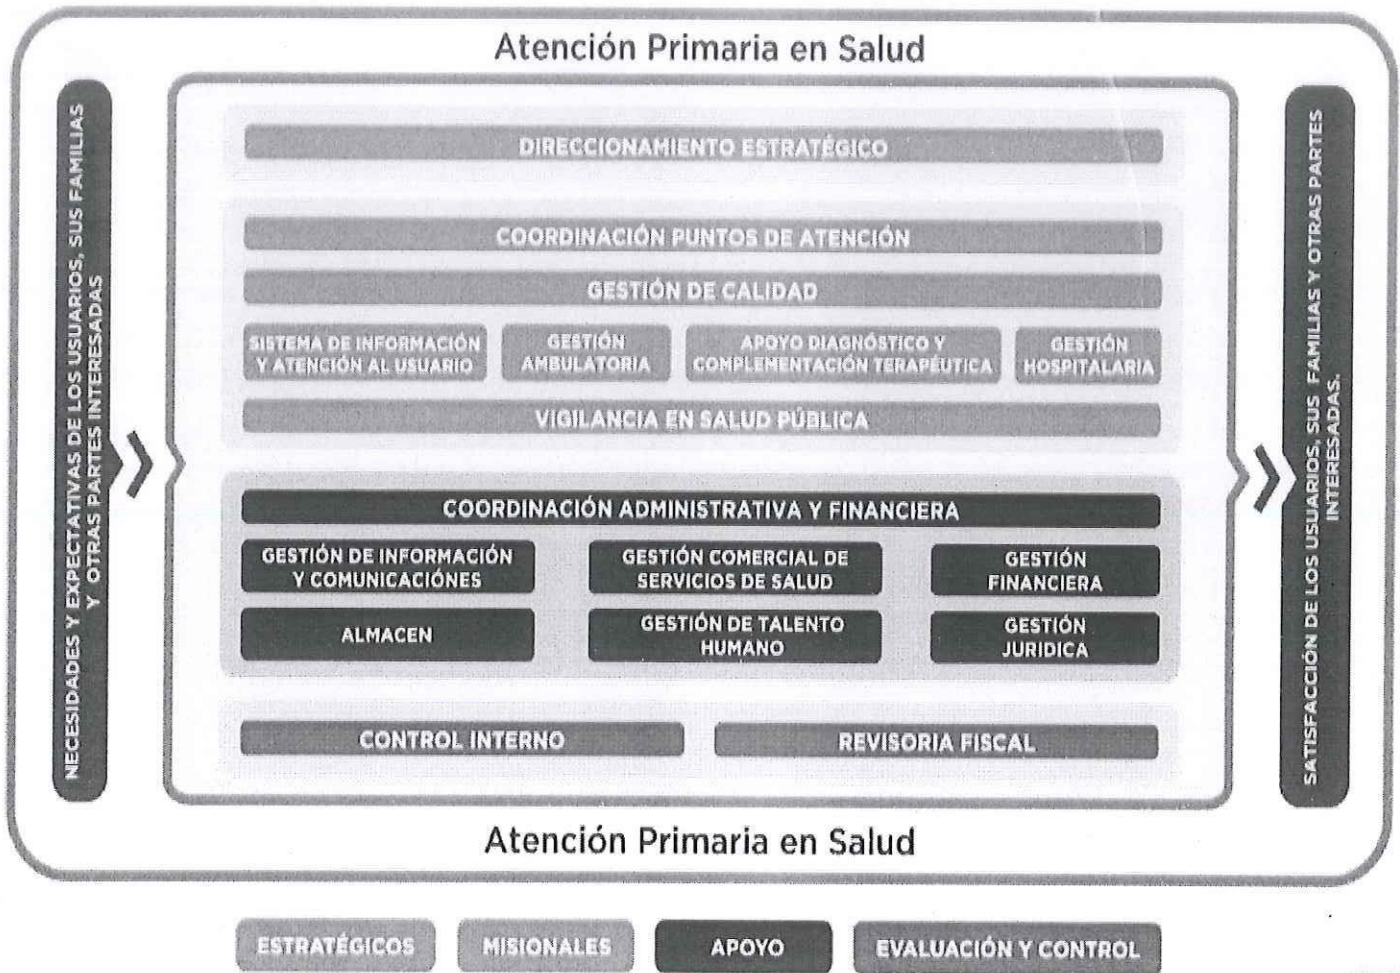 Atención Primaria en Salud
NECESIDADES Y EXPECTATIVAS DE LOS USUARIOS, SUS FAMILIAS
Y OTRAS PARTES INTERESADAS
DIRECCIONAMIENTO ESTRATÉGICO
COORDINACIÓN PUNTOS DE ATENCIÓN
GESTIÓN DE CALIDAD
SISTEMA DE INFORMACIÓN
Y ATENCIÓN AL USUARIO
GESTIÓN
AMBULATORIA
APOYO DIAGNÓSTICO Y
COMPLEMENTACIÓN TERAPÉUTICA
GESTIÓN
HOSPITALARIA
VIGILANCIA EN SALUD PÚBLICA
COORDINACIÓN ADMINISTRATIVA Y FINANCIERA
GESTIÓN DE INFORMACIÓN
Y COMUNICACIÓNES
GESTIÓN COMERCIAL DE
SERVICIOS DE SALUD
GESTIÓN
FINANCIERA
ALMACEN
GESTIÓN DE TALENTO
HUMANO
GESTIÓN
JURIDICA
CONTROL INTERNO
REVISORIA FISCAL
SATISFACCIÓN DE LOS USUARIOS, SUS FAMILIAS Y OTRAS PARTES
INTERESADAS.
Atención Primaria en Salud
ESTRATÉGICOS
MISIONALES
APOYO
EVALUACIÓN Y CONTROL